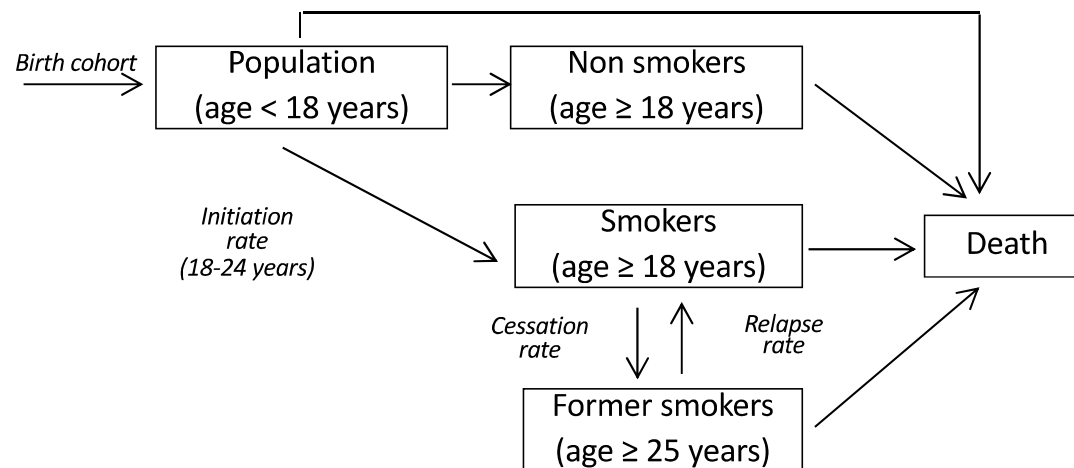 Birth cohort
Population
(age < 18 years)
Non smokers
(age ≥ 18 years)
Initiation
rate
(18-24 years)
Smokers
(age ≥ 18 years)
Death
Cessation
rate
Relapse
rate
Former smokers
(age ≥ 25 years)